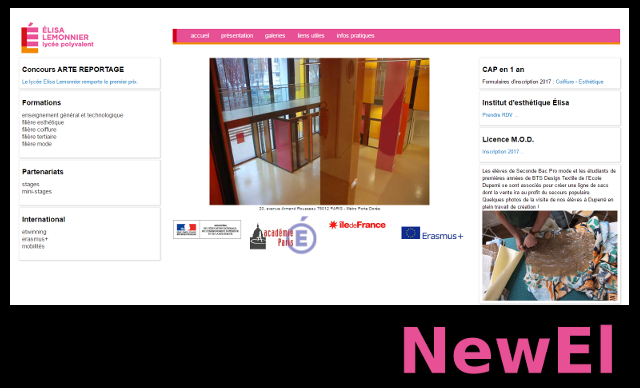 ÉLISA
LEMONNIER
lycée polyvalent
accueil présentation galeries liens utiles infos pratiques
Concours ARTE REPORTAGE
Le lycée Elisa Lemonnier remporte le premier prix.
Formations
enseignement général et technologique
filière esthétique
filière coiffure
filière tertiaire
filière mode
Partenariats
stages
mini-stages
International
etwinning
erasmus+
mobilités
20, avenue Armand Rousseau 75012 PARIS - Métro Porte Dorée
académie
Paris
île de France
Erasmus+
CAP en 1 an
Formulaires d'inscription 2017 : Coiffure - Esthétique
Institut d'esthétique Élisa
Prendre RDV ...
Licence M.O.D.
Inscription 2017
Les élèves de Seconde Bac Pro mode et les étudiants de
premières années de BTS Design Textile de l'Ecole
Duperré se sont associés pour créer une ligne de sacs
dont la vente ira au profit du secours populaire.
Quelques photos de la visite de nos élèves à Duperré en
plein travail de création !
NewEl